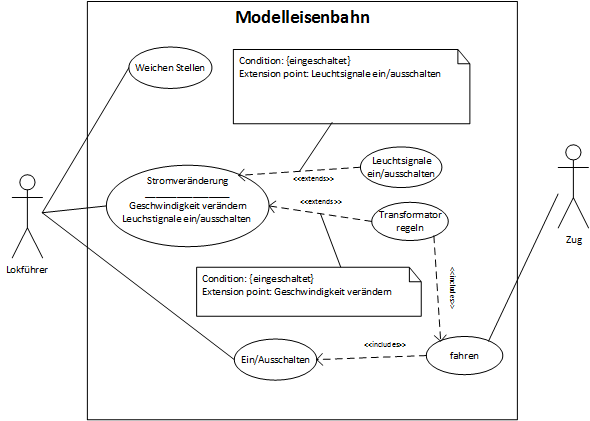 Modelleisenbahn
Weichen Stellen
Condition: {eingeschaltet}
Extension point: Leuchtsignale ein/ausschalten
Leuchtsignale
ein/ausschalten
<<extends>>
Stromveränderung
Geschwindigkeit verändern
Leuchstignale ein/ausschalten
<<extends>>
Transformator
regeln
Lokführer
Zug
Condition: {eingeschaltet}
Extension point: Geschwindigkeit verändern
<<includes>>
<<includes>>
Ein/Ausschalten
fahren